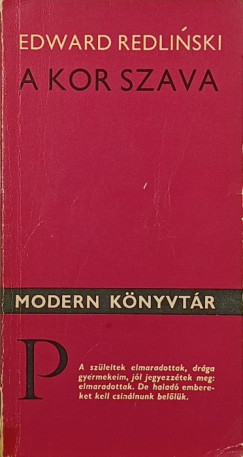 EDWARD REDLIŃSKI
A KOR SZAVA
MODERN KÖNYVTÁR
P
A szüleitek elmaradottak, drága
gyermekeim, jól jegyezzétek meg:
elmaradottak. De haladó embere-
ket kell csinálnunk belőlük.